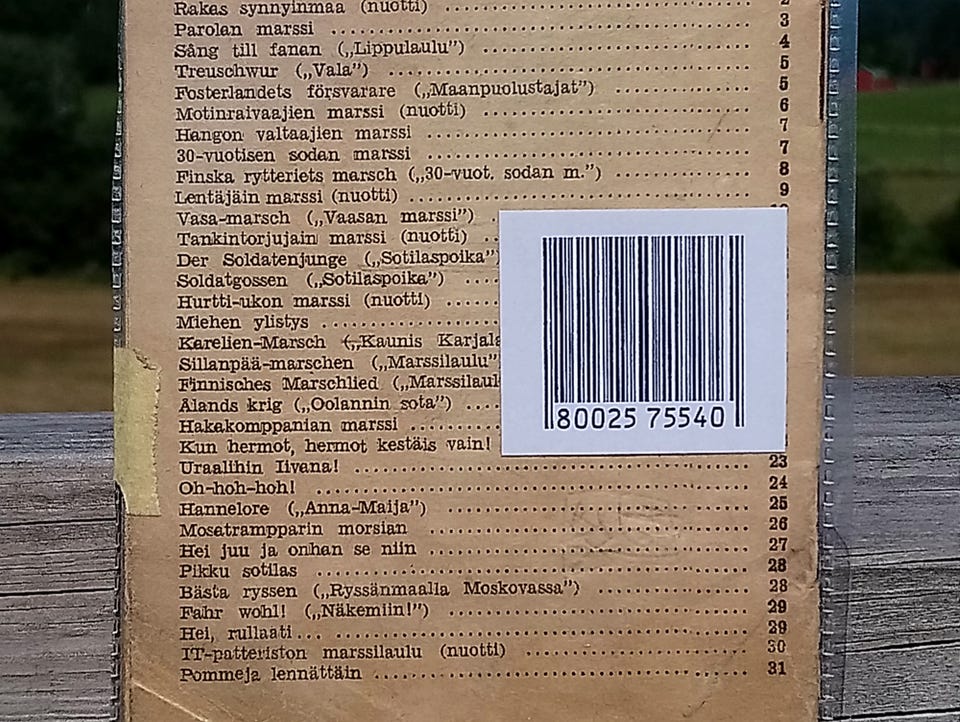 Rakas synnyinmaa (nuotti) .......... 2
Parolan marssi .......... 3
Sång till fanan („Lippulaulu”) .......... 4
Treuschwur („Vala”) .......... 5
Fosterlandets försvarare („Maanpuolustajat”) .......... 5
Motinraivaajien marssi (nuotti) .......... 6
Hangon valtaajien marssi .......... 7
30-vuotisen sodan marssi .......... 7
Finska rytteriets marsch („30-vuot. sodan m.”) .......... 8
Lentäjäin marssi (nuotti) .......... 9
Vasa-marsch („Vaasan marssi”)
Tankintorjujain marssi (nuotti) ..
Der Soldatenjunge („Sotilaspoika”)
Soldatgossen („Sotilaspoika”) ....
Hurtti-ukon marssi (nuotti) ......
Miehen ylistys ..........
Karelien-Marsch („Kaunis Karjala
Sillanpää-marschen („Marssilaulu”
Finnisches Marschlied („Marssilaul
Ålands krig („Oolannin sota”) ....
Hakakomppanian marssi ........
Kun hermot, hermot kestäis vain!
80025 75540
Uraalihin Iivana! .......... 23
Oh-hoh-hoh! .......... 24
Hannelore („Anna-Maija”) .......... 25
Mosatrampparin morsian .......... 26
Hei juu ja onhan se niin .......... 27
Pikku sotilas .......... 28
Bästa ryssen („Ryssänmaalla Moskovassa”) .......... 28
Fahr wohl! („Näkemiin!”) .......... 29
Hei, rullaati... .......... 29
IT-patteriston marssilaulu (nuotti) .......... 30
Pommeja lennättäin .......... 31